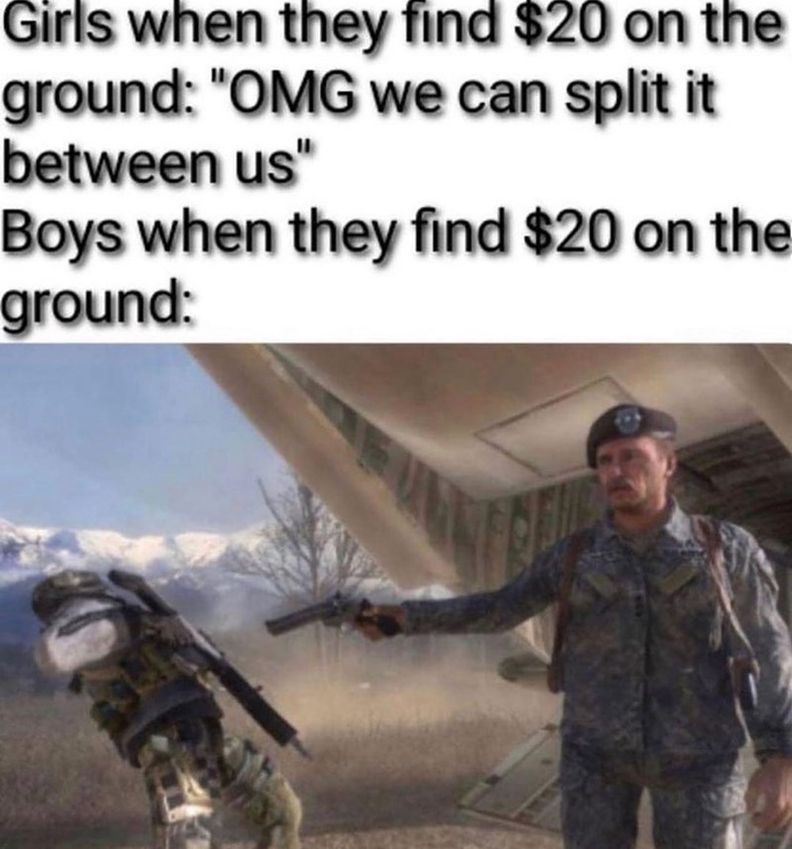 Girls when they find $20 on the
ground: "OMG we can split it
between us"
Boys when they find $20 on the
ground: